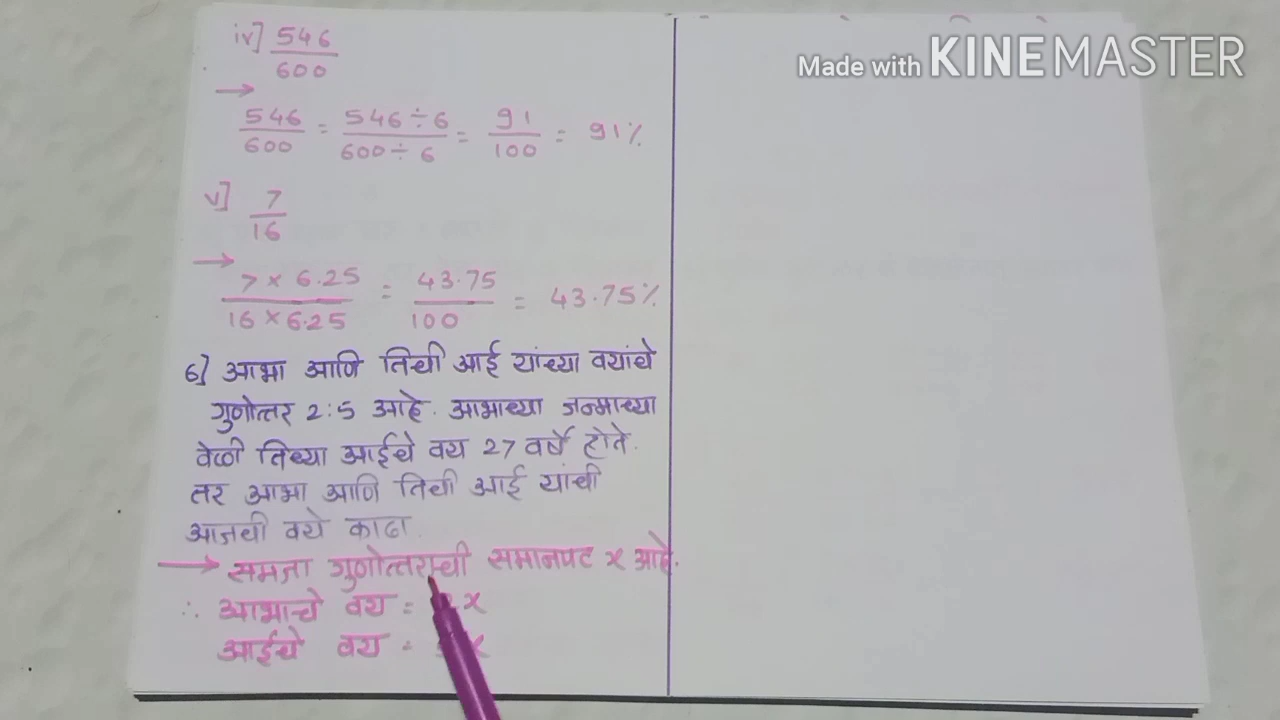 Made with KINEMASTER
iv] 546/600
→
546/600 = 546÷6/600÷6 = 91/100 = 91%
v] 7/16
→
7×6.25/16×6.25 = 43.75/100 = 43.75%
6] आभा आणि तिची आई यांच्या वयांचे
गुणोत्तर 2:5 आहे. आभाच्या जन्माच्या
वेळी तिच्या आईचे वय 27 वर्षे होते.
तर आभा आणि तिची आई यांची
आजची वये काढा.
→ समजा गुणोत्तराची समानपट x आहे.
∴ आभाचे वय = 2x
आईचे वय = x